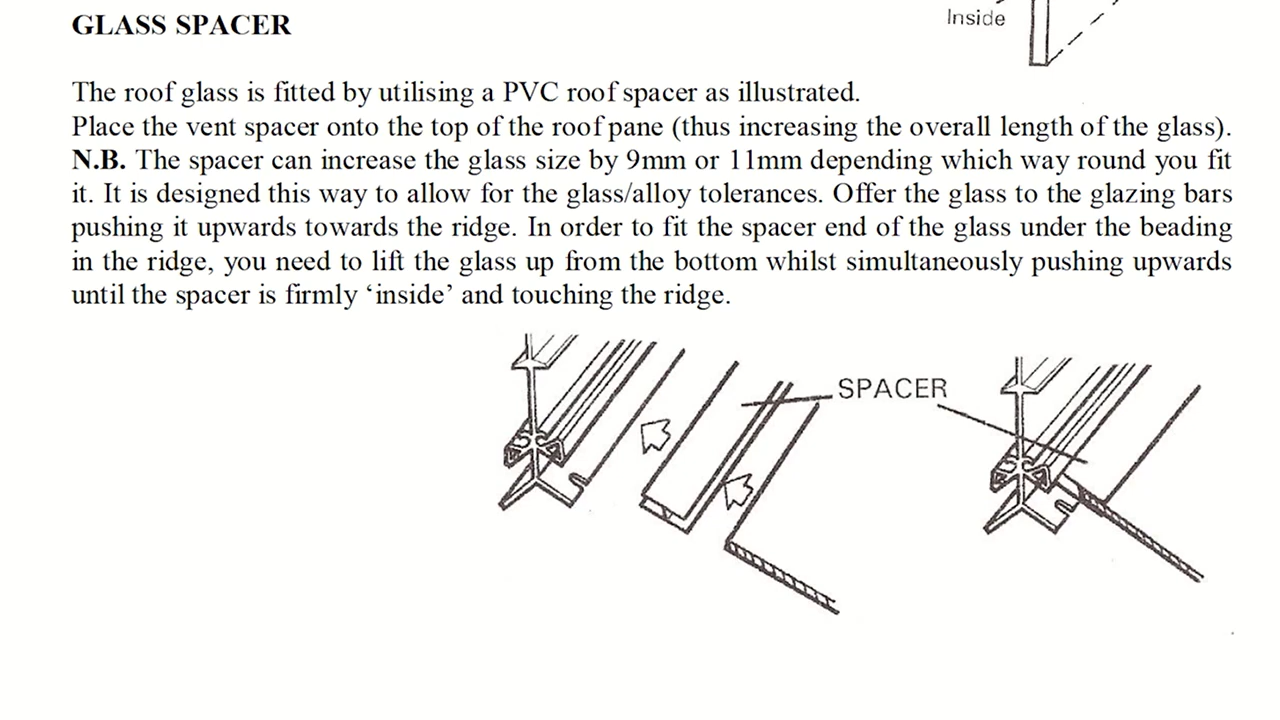 GLASS SPACER
Inside
The roof glass is fitted by utilising a PVC roof spacer as illustrated.
Place the vent spacer onto the top of the roof pane (thus increasing the overall length of the glass).
N.B. The spacer can increase the glass size by 9mm or 11mm depending which way round you fit
it. It is designed this way to allow for the glass/alloy tolerances. Offer the glass to the glazing bars
pushing it upwards towards the ridge. In order to fit the spacer end of the glass under the beading
in the ridge, you need to lift the glass up from the bottom whilst simultaneously pushing upwards
until the spacer is firmly ‘inside’ and touching the ridge.
SPACER